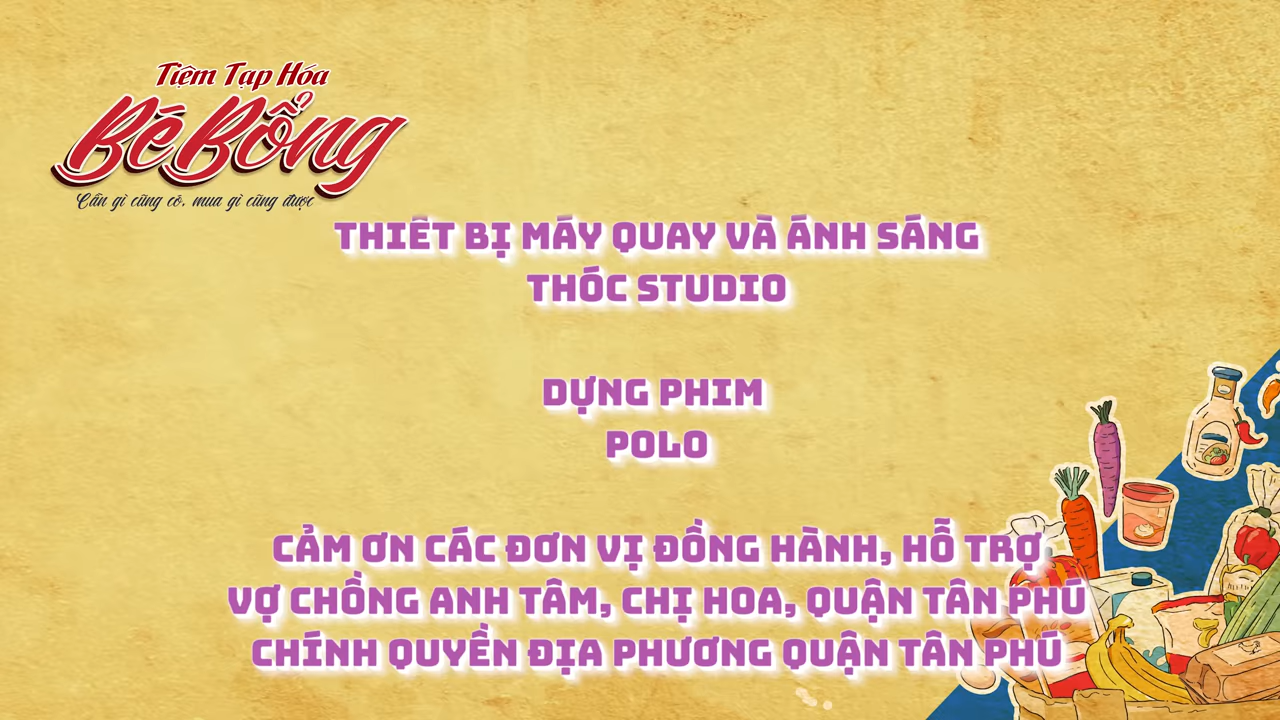 Tiệm Tạp Hóa
Bé Bổng
Cần gì cũng có, mua gì cũng được
THIẾT BỊ MÁY QUAY VÀ ÁNH SÁNG
THÓC STUDIO
DỰNG PHIM
POLO
CẢM ƠN CÁC ĐƠN VỊ ĐỒNG HÀNH, HỖ TRỢ
VỢ CHỒNG ANH TÂM, CHỊ HOA, QUẬN TÂN PHÚ
CHÍNH QUYỀN ĐỊA PHƯƠNG QUẬN TÂN PHÚ